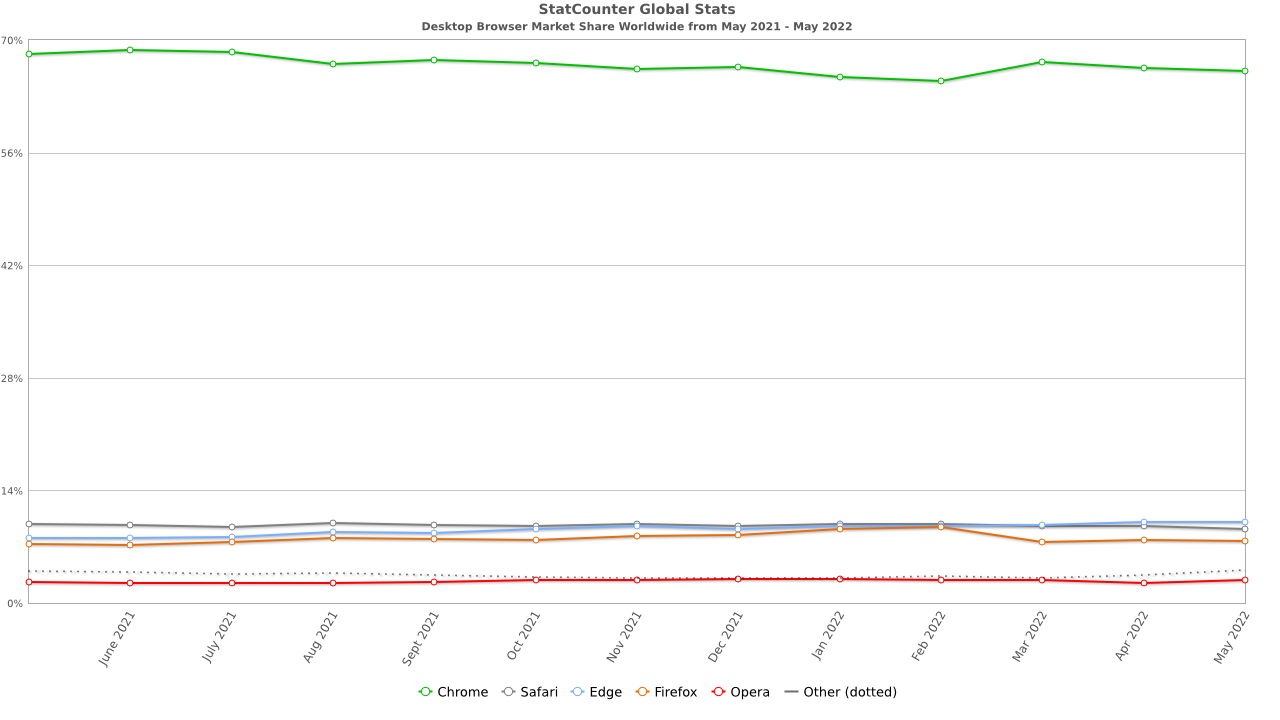 StatCounter Global Stats
Desktop Browser Market Share Worldwide from May 2021 - May 2022
70%
56%
42%
28%
14%
0%
June 2021
July 2021
Aug 2021
Sept 2021
Oct 2021
Nov 2021
Dec 2021
Jan 2022
Feb 2022
Mar 2022
Apr 2022
May 2022
Chrome Safari Edge Firefox Opera Other (dotted)